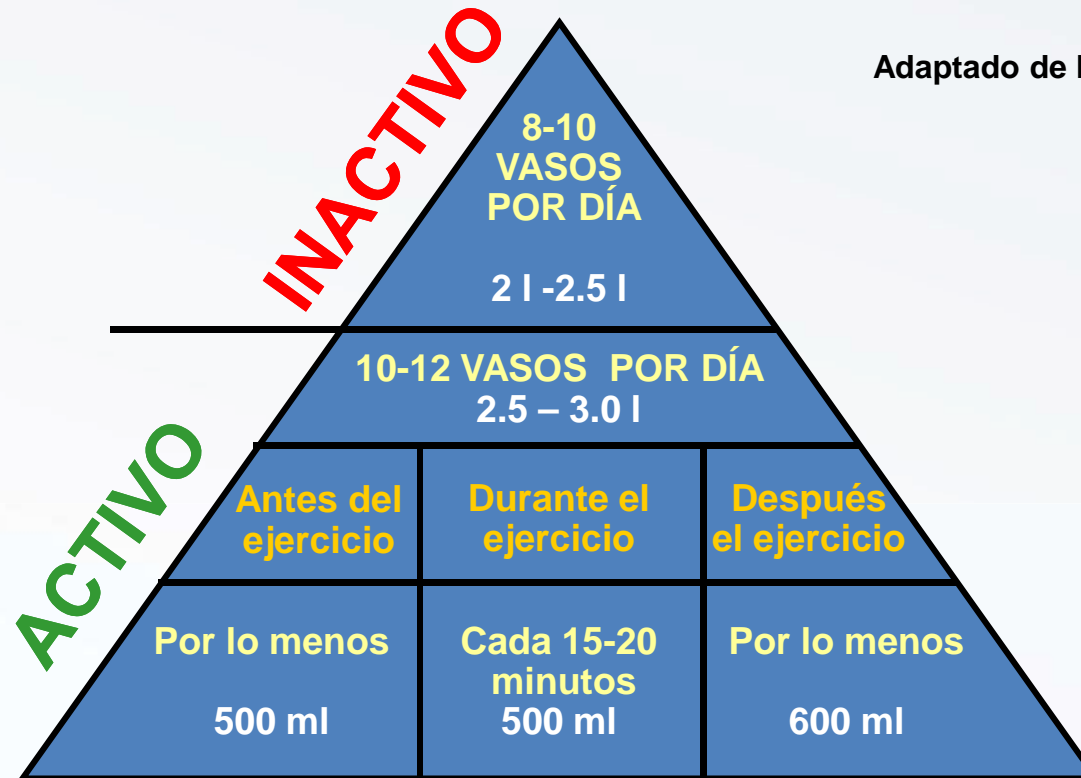 INACTIVO
Adaptado de
8-10
VASOS
POR DÍA
2 l -2.5 l
10-12 VASOS POR DÍA
2.5 – 3.0 l
ACTIVO
Antes del
ejercicio
Durante el
ejercicio
Después
el ejercicio
Por lo menos
500 ml
Cada 15-20
minutos
500 ml
Por lo menos
600 ml